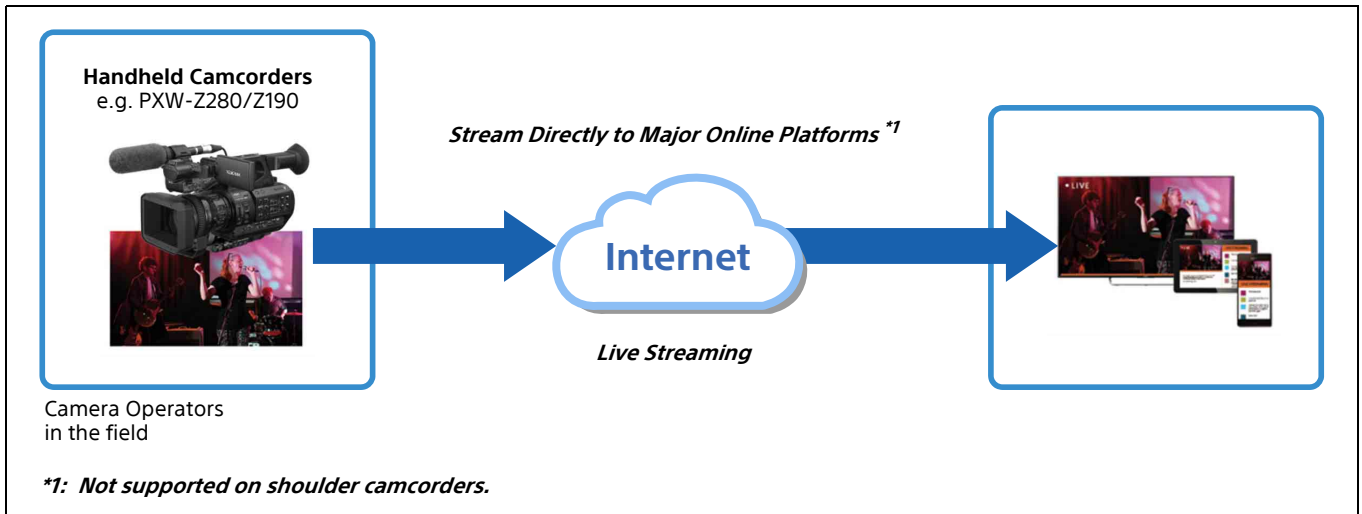 Handheld Camcorders
e.g. PXW-Z280/Z190
Stream Directly to Major Online Platforms *1
• LIVE
Internet
Live Streaming
Camera Operators
in the field
*1: Not supported on shoulder camcorders.